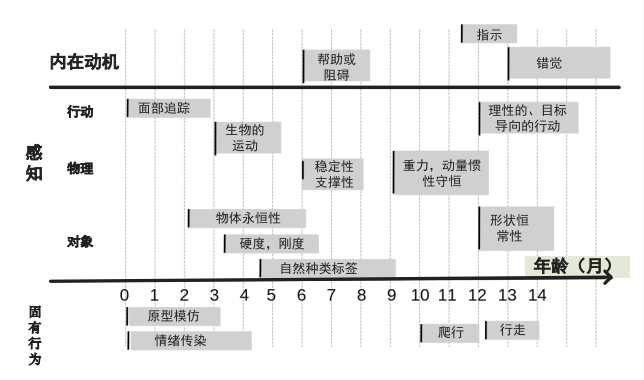 指示
内在动机
帮助或
阻碍
错觉
行动
面部追踪
生物的
运动
理性的、目标
导向的行动
感
知
物理
稳定性
支撑性
重力，动量惯
性守恒
对象
物体永恒性
形状恒
常性
硬度，刚度
自然种类标签
年龄（月）
0 1 2 3 4 5 6 7 8 9 10 11 12 13 14
固
有
行
为
原型模仿
情绪传染
爬行
行走